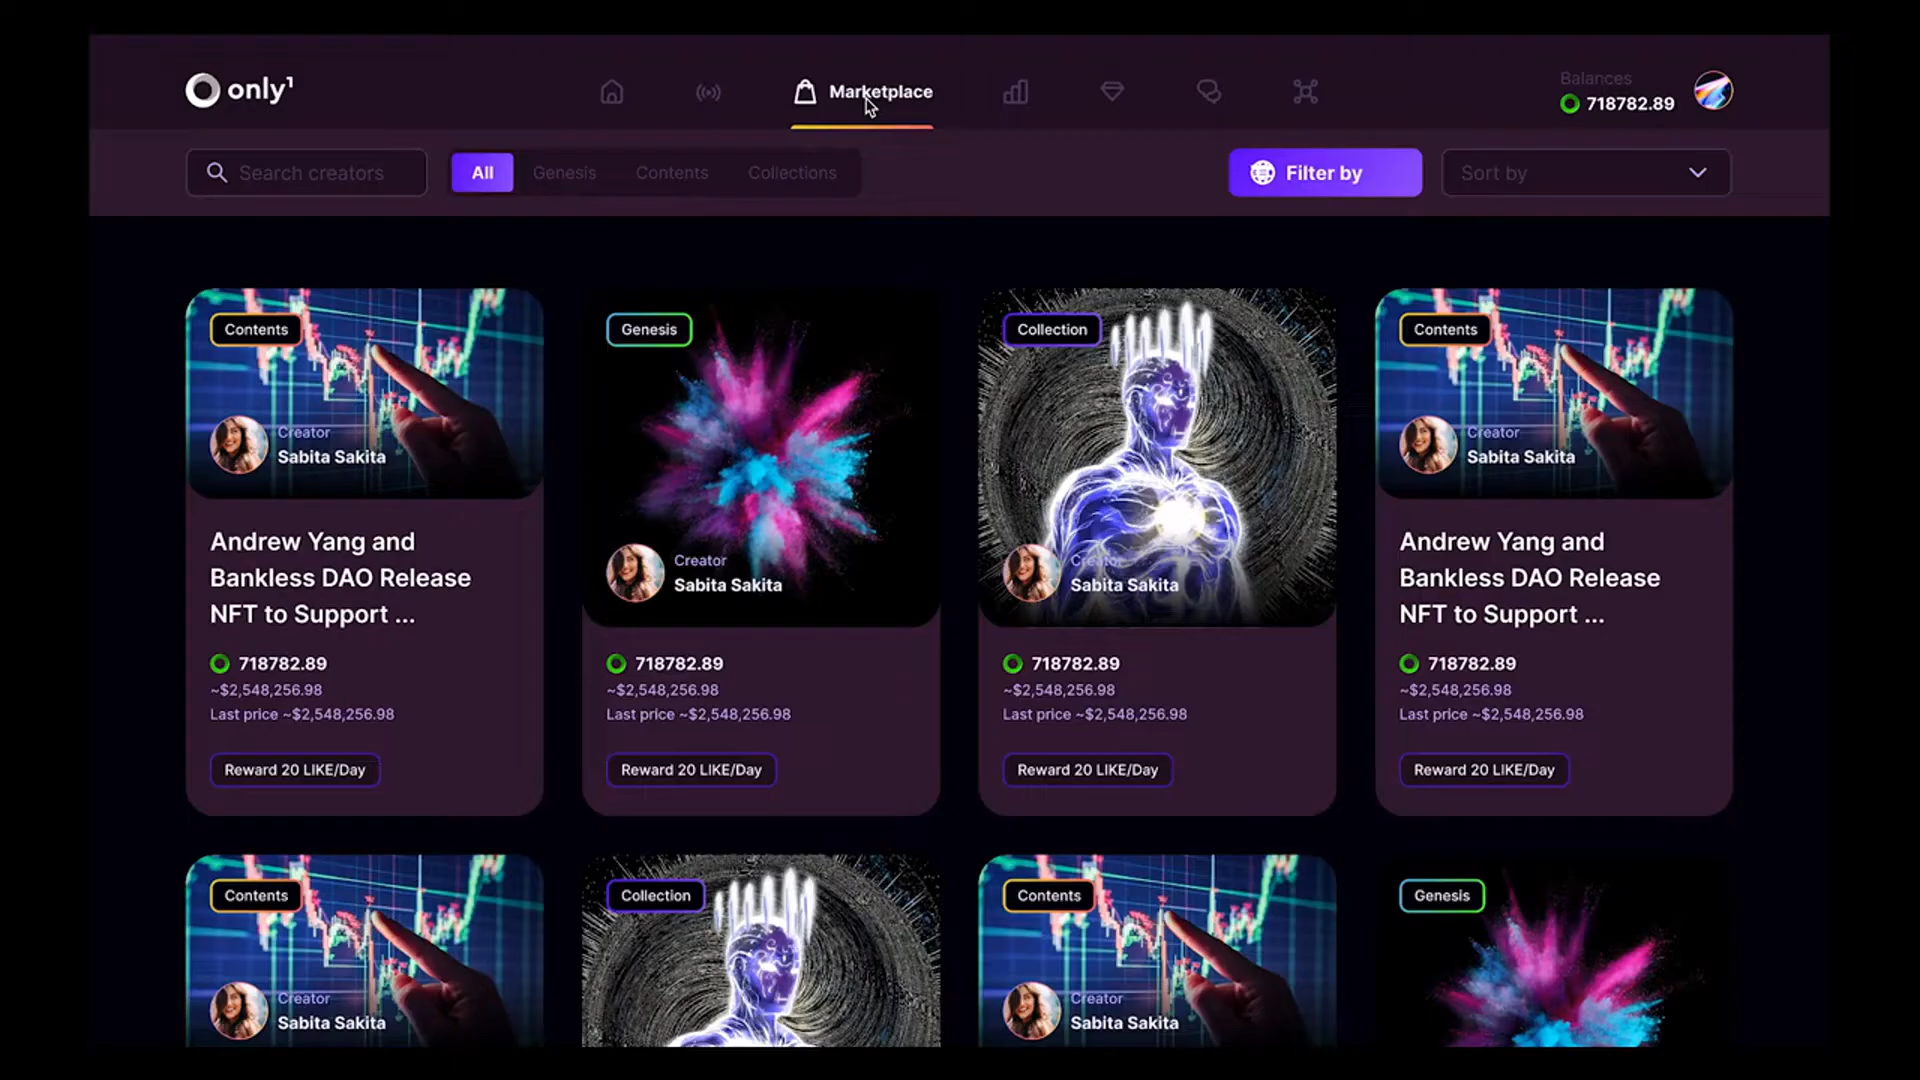 only1
Marketplace
Balances
718782.89
Search creators
All
Genesis
Contents
Collections
Filter by
Sort by
Contents
Creator
Sabita Sakita
Andrew Yang and
Bankless DAO Release
NFT to Support ...
718782.89
~$2,548,256.98
Last price ~$2,548,256.98
Reward 20 LIKE/Day
Genesis
Creator
Sabita Sakita
718782.89
~$2,548,256.98
Last price ~$2,548,256.98
Reward 20 LIKE/Day
Collection
Creator
Sabita Sakita
718782.89
~$2,548,256.98
Last price ~$2,548,256.98
Reward 20 LIKE/Day
Contents
Creator
Sabita Sakita
Andrew Yang and
Bankless DAO Release
NFT to Support ...
718782.89
~$2,548,256.98
Last price ~$2,548,256.98
Reward 20 LIKE/Day
Contents
Creator
Sabita Sakita
Collection
Contents
Creator
Sabita Sakita
Genesis